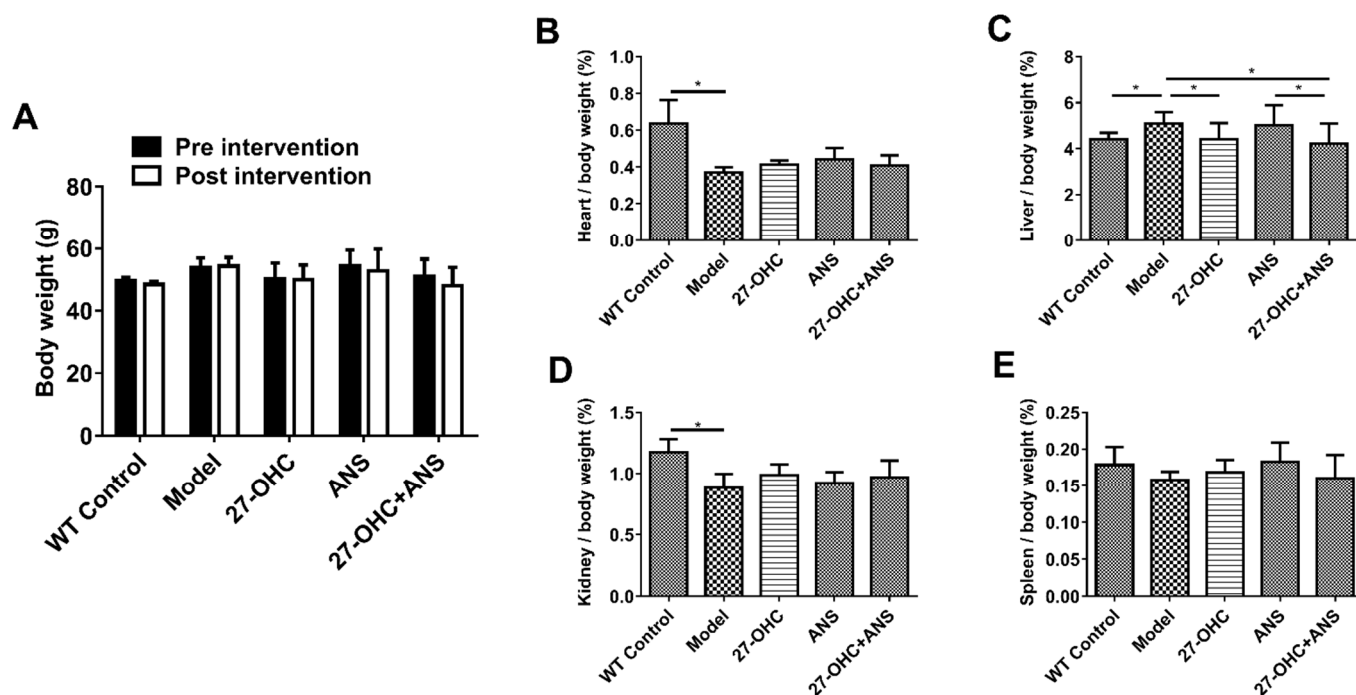 A
Pre intervention
Post intervention
Body weight (g)
80
60
40
20
0
WT Control
Model
27-OHC
ANS
27-OHC+ANS
B
Heart / body weight (%)
1.0
0.8
0.6
0.4
0.2
0.0
*
WT Control
Model
27-OHC
ANS
27-OHC+ANS
C
Liver / body weight (%)
8
6
4
2
0
*
*
*
*
WT Control
Model
27-OHC
ANS
27-OHC+ANS
D
Kidney / body weight (%)
1.5
1.0
0.5
0.0
*
WT Control
Model
27-OHC
ANS
27-OHC+ANS
E
Spleen / body weight (%)
0.25
0.20
0.15
0.10
0.05
0.00
WT Control
Model
27-OHC
ANS
27-OHC+ANS